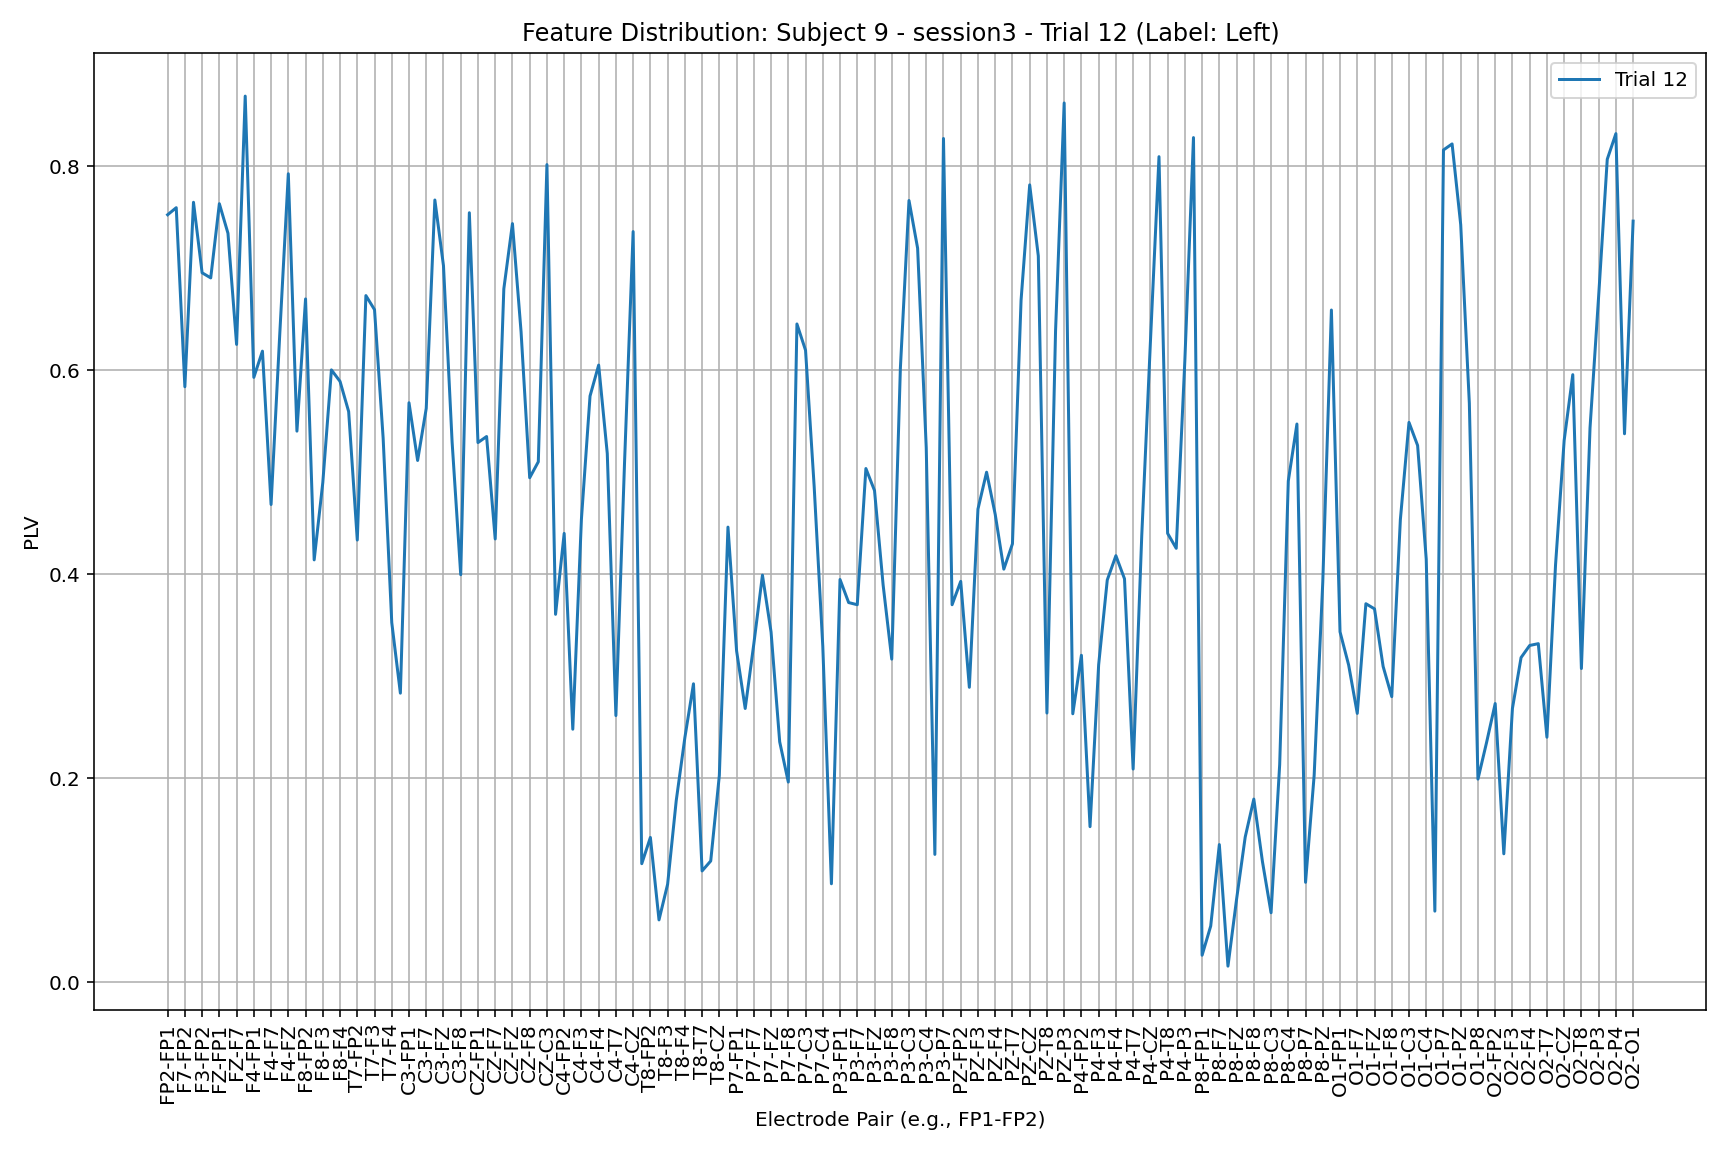 Feature Distribution: Subject 9 - session3 - Trial 12 (Label: Left)
Trial 12
PLV
0.8
0.6
0.4
0.2
0.0
FP2-FP1
F7-FP2
F3-FP2
FZ-FP1
FZ-F7
F4-FP1
F4-F7
F4-FZ
F8-FP2
F8-F3
F8-F4
T7-FP2
T7-F3
T7-F4
C3-FP1
C3-F7
C3-FZ
C3-F8
CZ-FP1
CZ-F3
CZ-FZ
CZ-F8
CZ-C3
C4-FP2
C4-F3
C4-F4
C4-T7
C4-CZ
T8-FP2
T8-F3
T8-F4
T8-T7
T8-CZ
P7-FP1
P7-F7
P7-FZ
P7-F8
P7-C3
P7-C4
P3-FP1
P3-F7
P3-FZ
P3-F8
P3-C3
P3-C4
P3-P7
PZ-FP2
PZ-F3
PZ-F4
PZ-T7
PZ-CZ
PZ-T8
PZ-P3
P4-FP2
P4-F3
P4-F4
P4-T7
P4-CZ
P4-T8
P4-P3
P8-FP1
P8-F7
P8-FZ
P8-F8
P8-C3
P8-C4
P8-P7
P8-PZ
O1-FP1
O1-F7
O1-FZ
O1-F8
O1-C3
O1-C4
O1-P7
O1-PZ
O1-P8
O2-FP2
O2-F3
O2-F4
O2-T7
O2-CZ
O2-T8
O2-P3
O2-P4
O2-O1
Electrode Pair (e.g., FP1-FP2)